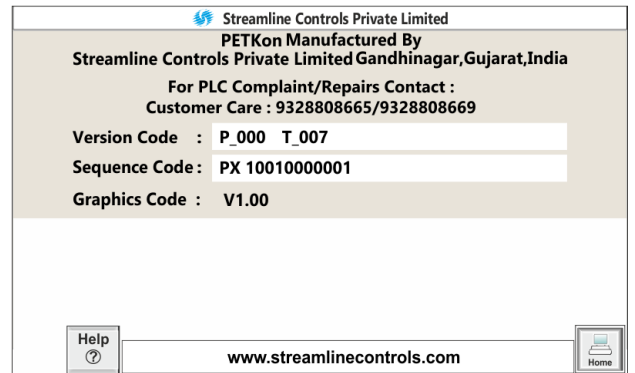 Streamline Controls Private Limited
PETKon Manufactured By
Streamline Controls Private Limited Gandhinagar,Gujarat,India
For PLC Complaint/Repairs Contact :
Customer Care : 9328808665/9328808669
Version Code : P_000 T_007
Sequence Code : PX 10010000001
Graphics Code : V1.00
Help
?
www.streamlinecontrols.com
Home